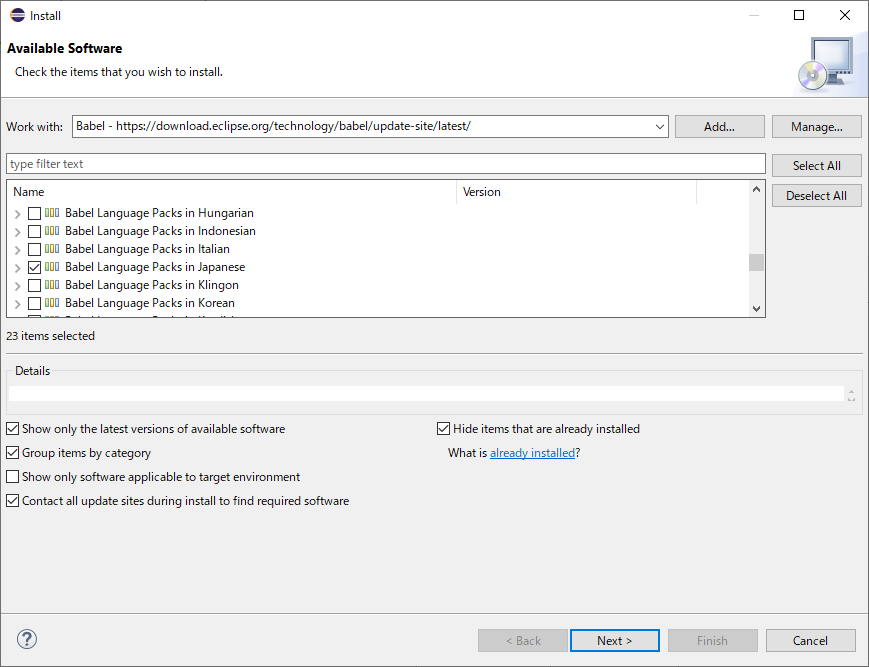 Install
Available Software
Check the items that you wish to install.
Work with: Babel - https://download.eclipse.org/technology/babel/update-site/latest/ Add... Manage...
type filter text Select All
Name Version Deselect All
Babel Language Packs in Hungarian
Babel Language Packs in Indonesian
Babel Language Packs in Italian
Babel Language Packs in Japanese
Babel Language Packs in Klingon
Babel Language Packs in Korean
23 items selected
Details
Show only the latest versions of available software Hide items that are already installed
Group items by category What is already installed?
Show only software applicable to target environment
Contact all update sites during install to find required software
? < Back Next > Finish Cancel